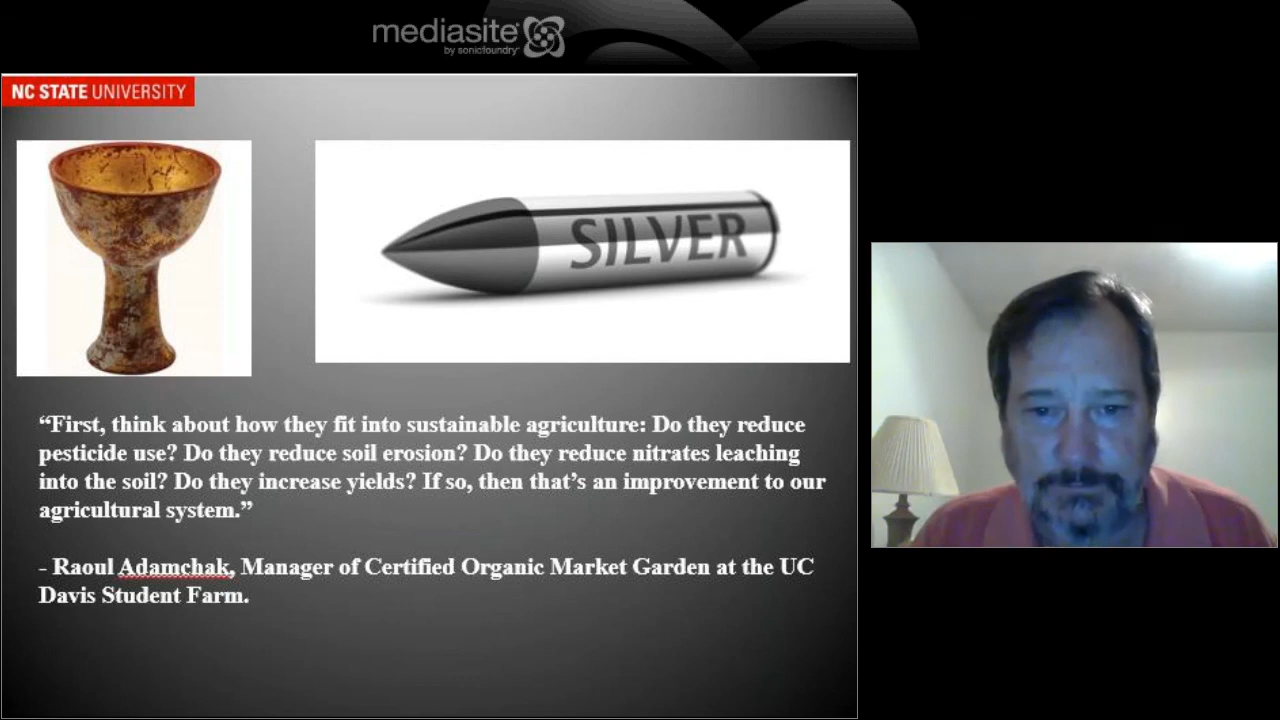 mediasite
by sonicfoundry
NC STATE UNIVERSITY
SILVER
“First, think about how they fit into sustainable agriculture: Do they reduce
pesticide use? Do they reduce soil erosion? Do they reduce nitrates leaching
into the soil? Do they increase yields? If so, then that’s an improvement to our
agricultural system.”
- Raoul Adamchak, Manager of Certified Organic Market Garden at the UC
Davis Student Farm.